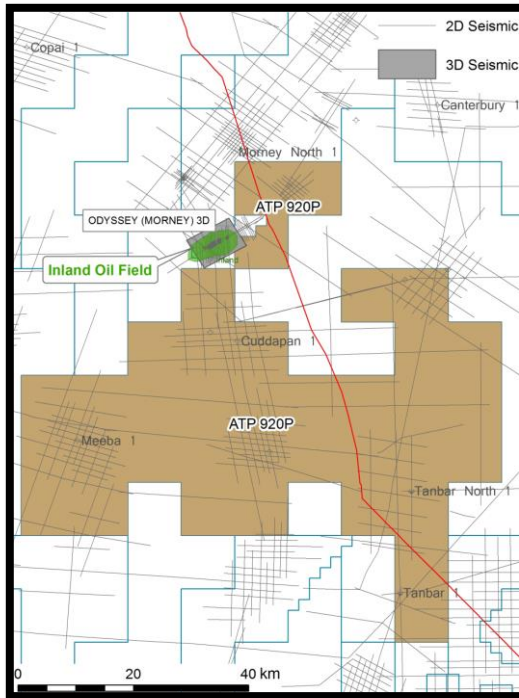 2D Seismic
Copai 1
3D Seismic
Canterbury 1
Morney North 1
ATP 920P
ODYSSEY (MORNEY) 3D
Inland Oil Field
Inland
Cuddapan 1
ATP 920P
Meeba 1
Tanbar North 1
Tanbar 1
0 20 40 km